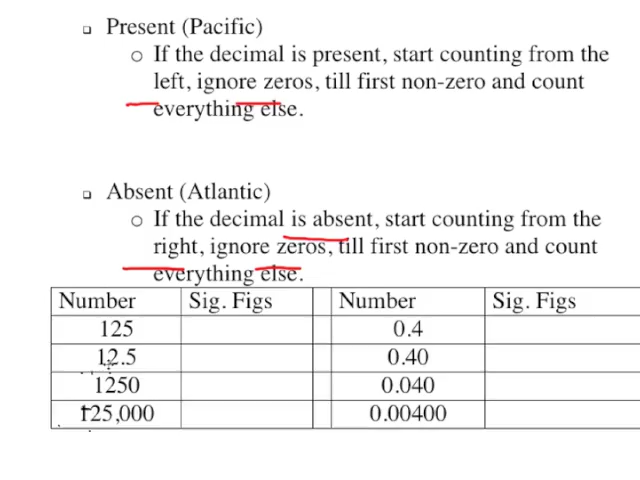 Present (Pacific)
If the decimal is present, start counting from the
left, ignore zeros, till first non-zero and count
everything else.
Absent (Atlantic)
If the decimal is absent, start counting from the
right, ignore zeros, till first non-zero and count
everything else.
Number Sig. Figs Number Sig. Figs
125 0.4
12.5 0.40
1250 0.040
125,000 0.00400